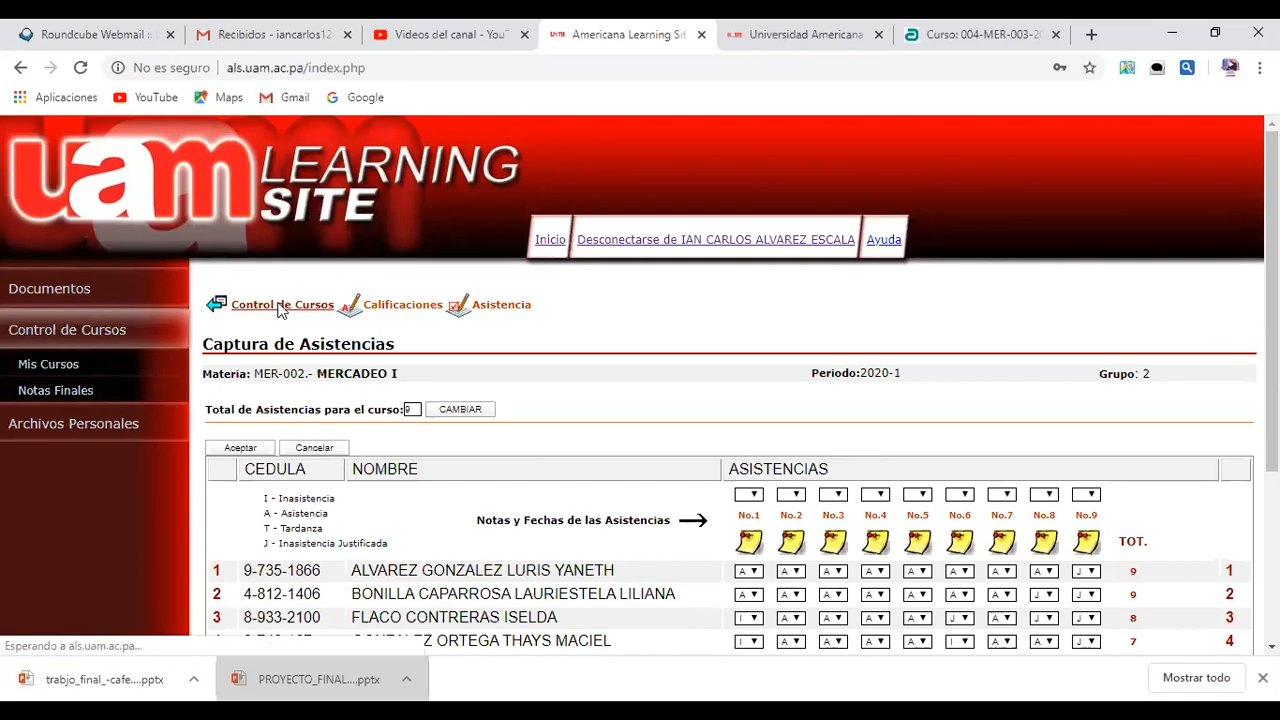 Roundcube Webmail ::
Recibidos - iancarlos12
Videos del canal - YouT
Americana Learning Sit
Universidad Americana
Curso: 004-MER-003-20
No es seguro
als.uam.ac.pa/index.php
Aplicaciones
YouTube
Maps
Gmail
Google
uam LEARNING
SITE
Inicio
Desconectarse de IAN CARLOS ALVAREZ ESCALA
Ayuda
Documentos
Control de Cursos
Mis Cursos
Notas Finales
Archivos Personales
Control de Cursos
Calificaciones
Asistencia
Captura de Asistencias
Materia: MER-002.- MERCADEO I Periodo:2020-1 Grupo: 2
Total de Asistencias para el curso: 9 CAMBIAR
Aceptar Cancelar
CEDULA NOMBRE ASISTENCIAS
I - Inasistencia
A - Asistencia
T - Tardanza
J - Inasistencia Justificada
Notas y Fechas de las Asistencias
No.1 No.2 No.3 No.4 No.5 No.6 No.7 No.8 No.9
TOT.
1 9-735-1866 ALVAREZ GONZALEZ LURIS YANETH A A A A A A A A J 9 1
2 4-812-1406 BONILLA CAPARROSA LAURIESTELA LILIANA A A A A A A A J J 9 2
3 8-933-2100 FLACO CONTRERAS ISELDA I A A A A A A J J 8 3
ORTEGA THAYS MACIEL I A A A A I A A J 7 4
Esperando a als.uam.ac.pa...
trabjo_final_-cafe....pptx
PROYECTO_FINAL....pptx
Mostrar todo